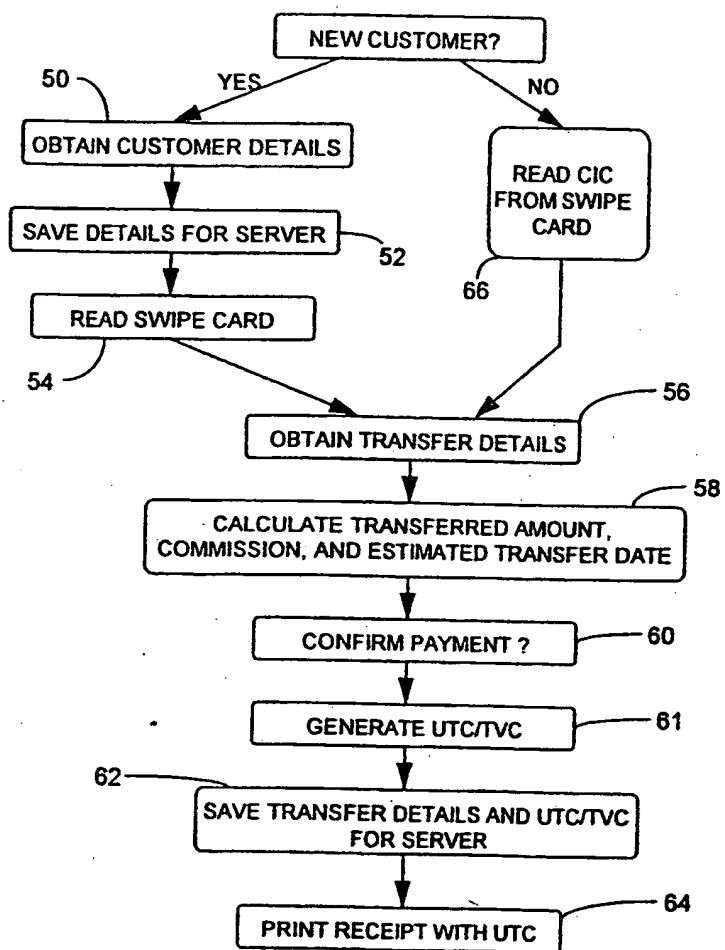 NEW CUSTOMER?
50
YES
NO
OBTAIN CUSTOMER DETAILS
READ CIC
FROM SWIPE
CARD
SAVE DETAILS FOR SERVER
52
66
READ SWIPE CARD
54
56
OBTAIN TRANSFER DETAILS
58
CALCULATE TRANSFERRED AMOUNT,
COMMISSION, AND ESTIMATED TRANSFER DATE
CONFIRM PAYMENT ?
60
GENERATE UTC/TVC
61
62
SAVE TRANSFER DETAILS AND UTC/TVC
FOR SERVER
64
PRINT RECEIPT WITH UTC